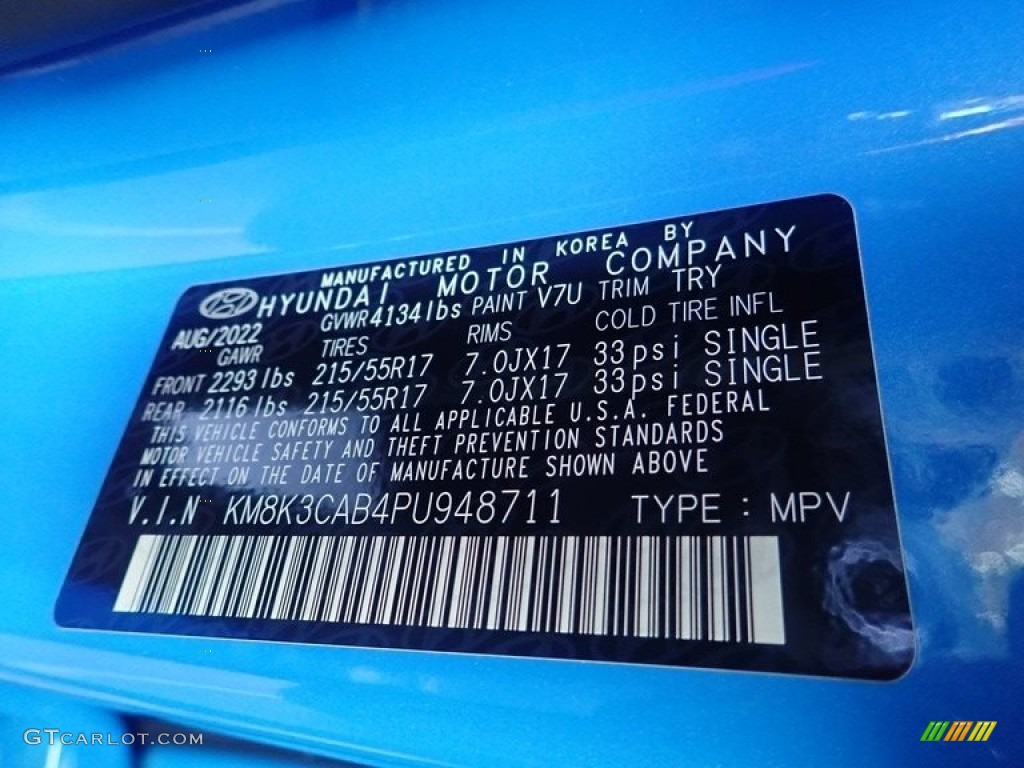 MANUFACTURED IN KOREA BY
HYUNDAI MOTOR COMPANY
AUG/2022 GVWR 4134lbs PAINT V7U TRIM TRY
GAWR TIRES RIMS COLD TIRE INFL
FRONT 2293lbs 215/55R17 7.0JX17 33psi SINGLE
REAR 2116lbs 215/55R17 7.0JX17 33psi SINGLE
THIS VEHICLE CONFORMS TO ALL APPLICABLE U.S.A. FEDERAL
MOTOR VEHICLE SAFETY AND THEFT PREVENTION STANDARDS
IN EFFECT ON THE DATE OF MANUFACTURE SHOWN ABOVE
V.I.N KM8K3CAB4PU948711 TYPE : MPV
GTCARLOT.COM